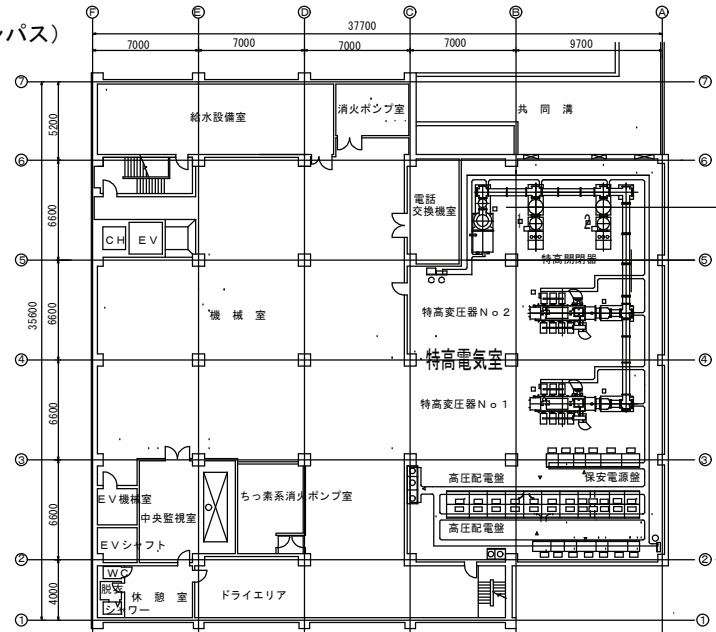 ンパス)
Ⓕ Ⓔ Ⓓ Ⓒ Ⓑ Ⓐ
37700
7000 7000 7000 7000 9700
⑦ ⑦
給水設備室
消火ポンプ室
共同溝
5200
⑥ ⑥
電話
交換機室
6600
CH EV
⑤ ⑤
特高開閉器
35600
6600
機械室
特高変圧器No2
④ ④
特高電気室
特高変圧器No1
6600
③ ③
高圧配電盤
保安電源盤
EV機械室
ちっ素系消火ポンプ室
中央監視室
6600
高圧配電盤
EVシャフト
② ②
WC
脱衣
休憩室
ドライエリア
シャワー
4000
① ①